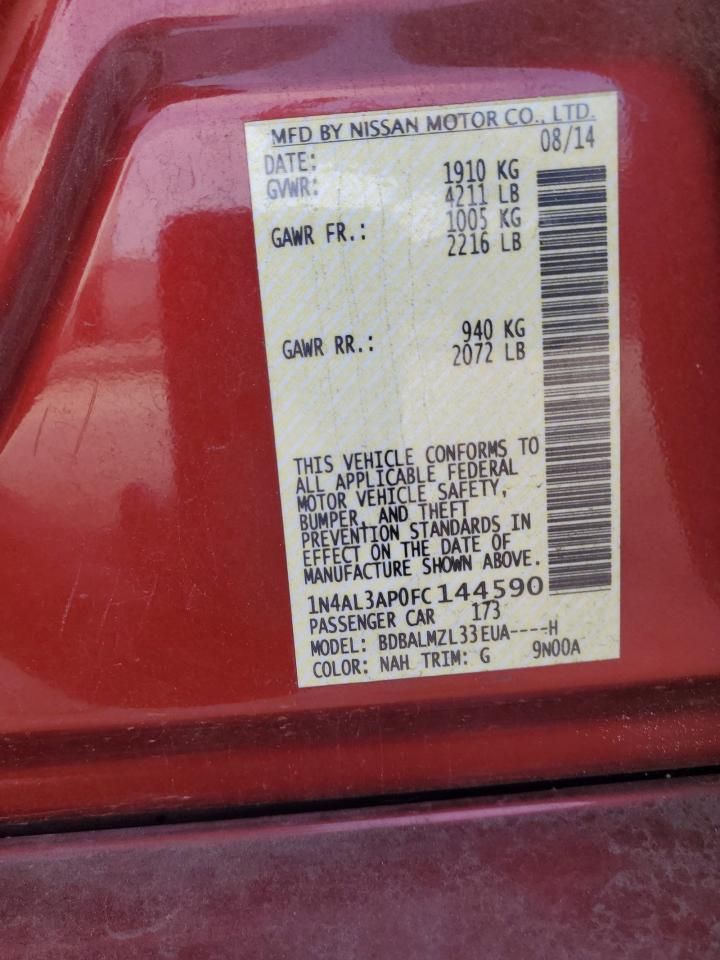 MFD BY NISSAN MOTOR CO., LTD.
DATE: 08/14
GVWR: 1910 KG
4211 LB
GAWR FR.: 1005 KG
2216 LB
GAWR RR.: 940 KG
2072 LB
THIS VEHICLE CONFORMS TO
ALL APPLICABLE FEDERAL
MOTOR VEHICLE SAFETY,
BUMPER, AND THEFT
PREVENTION STANDARDS IN
EFFECT ON THE DATE OF
MANUFACTURE SHOWN ABOVE.
1N4AL3AP0FC144590
PASSENGER CAR 173
MODEL: BDBALMZL33EUA----H
COLOR: NAH TRIM: G 9N00A